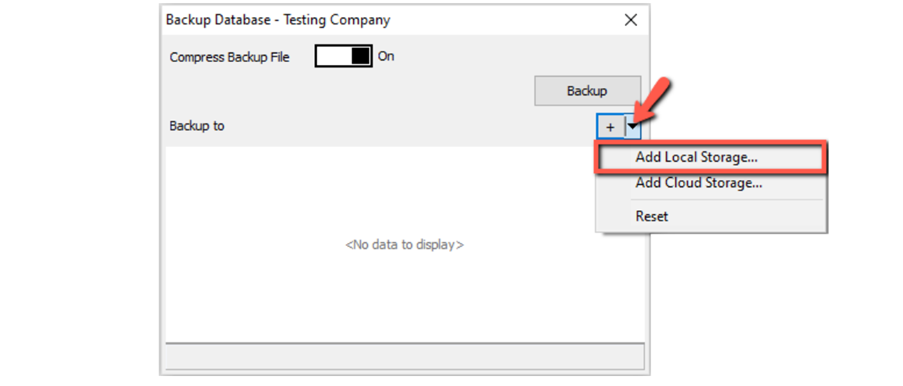 Backup Database - Testing Company
Compress Backup File On
Backup
Backup to
+
Add Local Storage...
Add Cloud Storage...
Reset
<No data to display>